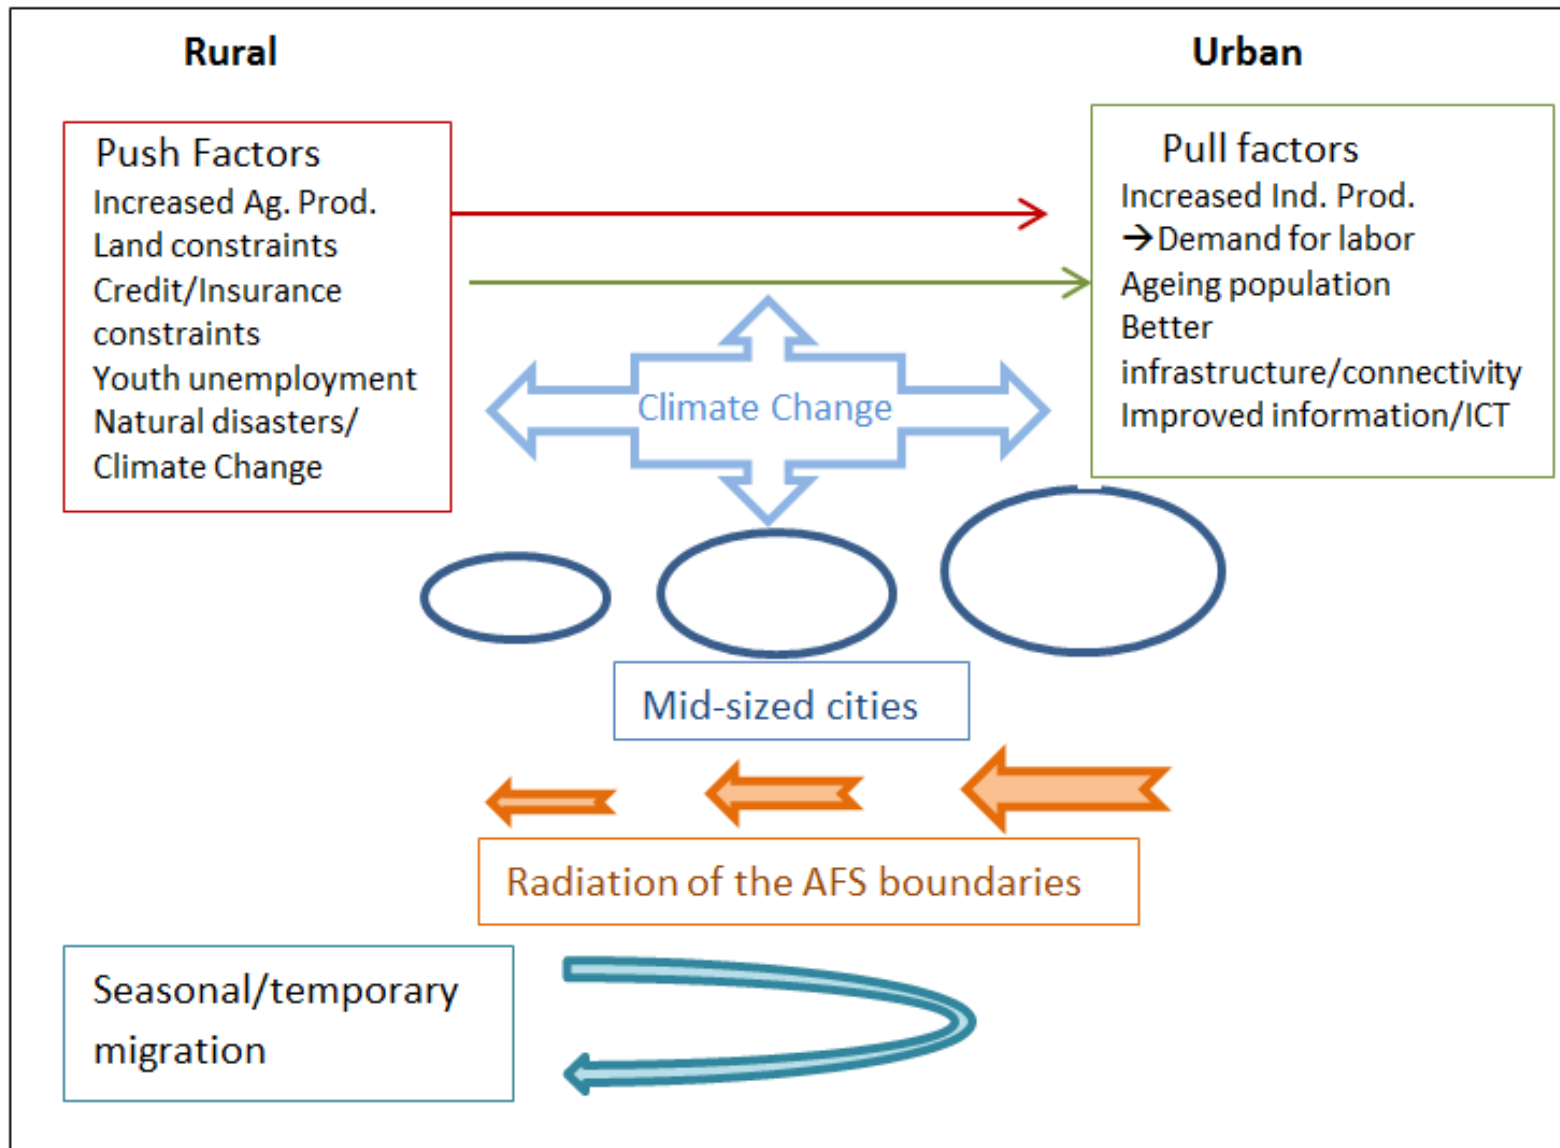 Rural
Urban
Push Factors
Increased Ag. Prod.
Land constraints
Credit/Insurance
constraints
Youth unemployment
Natural disasters/
Climate Change
Pull factors
Increased Ind. Prod.
→Demand for labor
Ageing population
Better
infrastructure/connectivity
Improved information/ICT
Climate Change
Mid-sized cities
Radiation of the AFS boundaries
Seasonal/temporary
migration